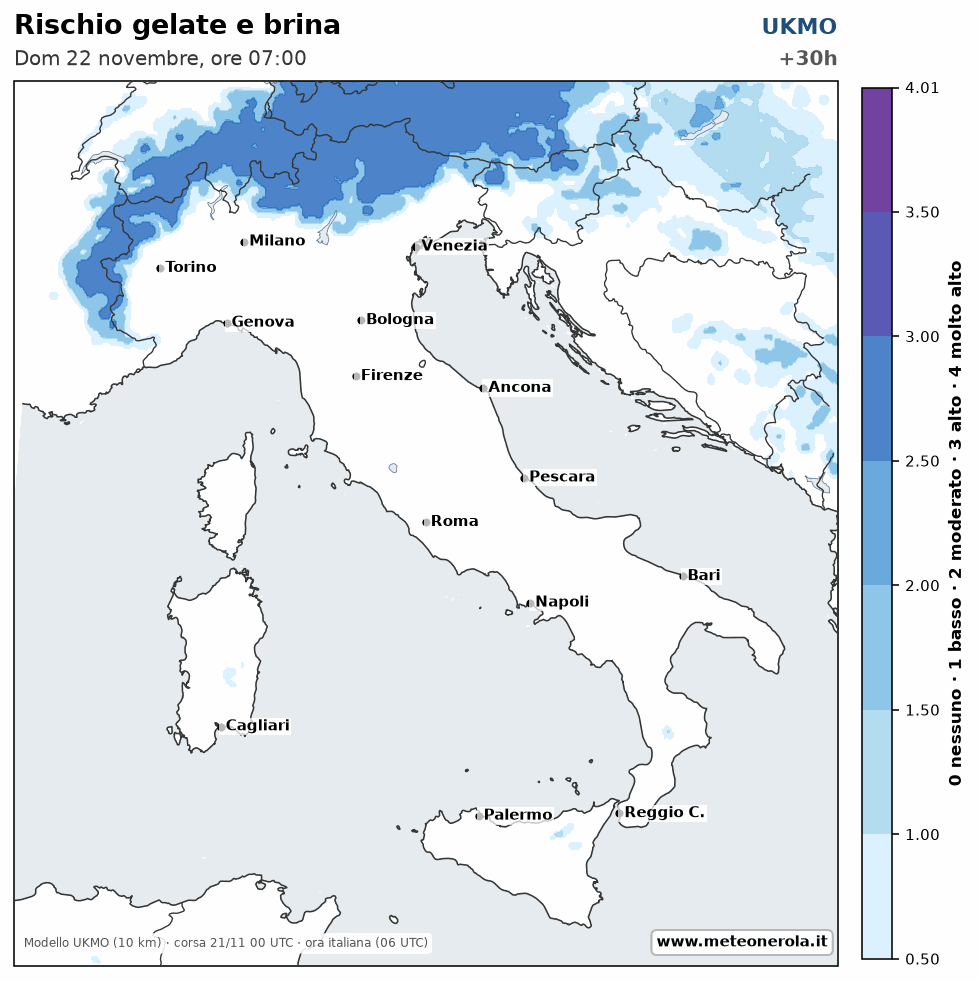 Rischio gelate e brina
UKMO
Dom 22 novembre, ore 07:00
+30h
4.01
3.50
3.00
2.50
2.00
1.50
1.00
0.50
0 nessuno · 1 basso · 2 moderato · 3 alto · 4 molto alto
Milano
Venezia
Torino
Genova
Bologna
Firenze
Ancona
Pescara
Roma
Bari
Napoli
Cagliari
Palermo
Reggio C.
Modello UKMO (10 km) · corsa 21/11 00 UTC · ora italiana (06 UTC)
www.meteonerola.it